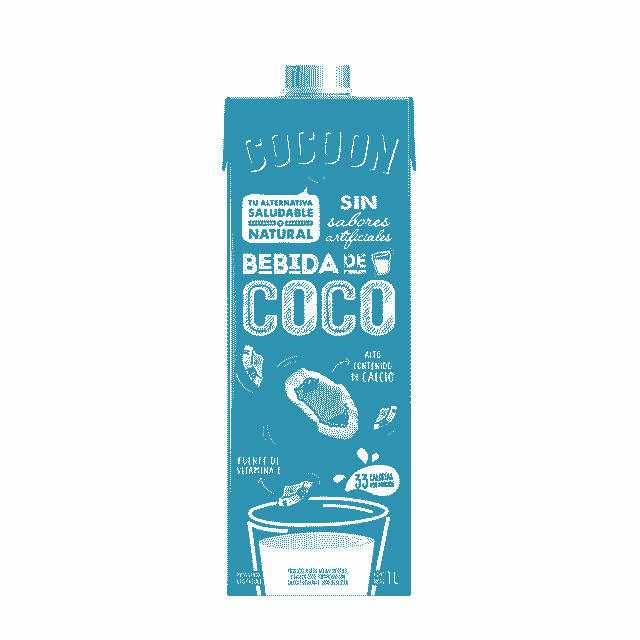 COCOON
TU ALTERNATIVA
SALUDABLE
NATURAL
SIN
sabores
artificiales
BEBIDA DE
COCO
ALTO
CONTENIDO
DE CALCIO
FUENTE DE
VITAMINA E
33 CALORÍAS
1L